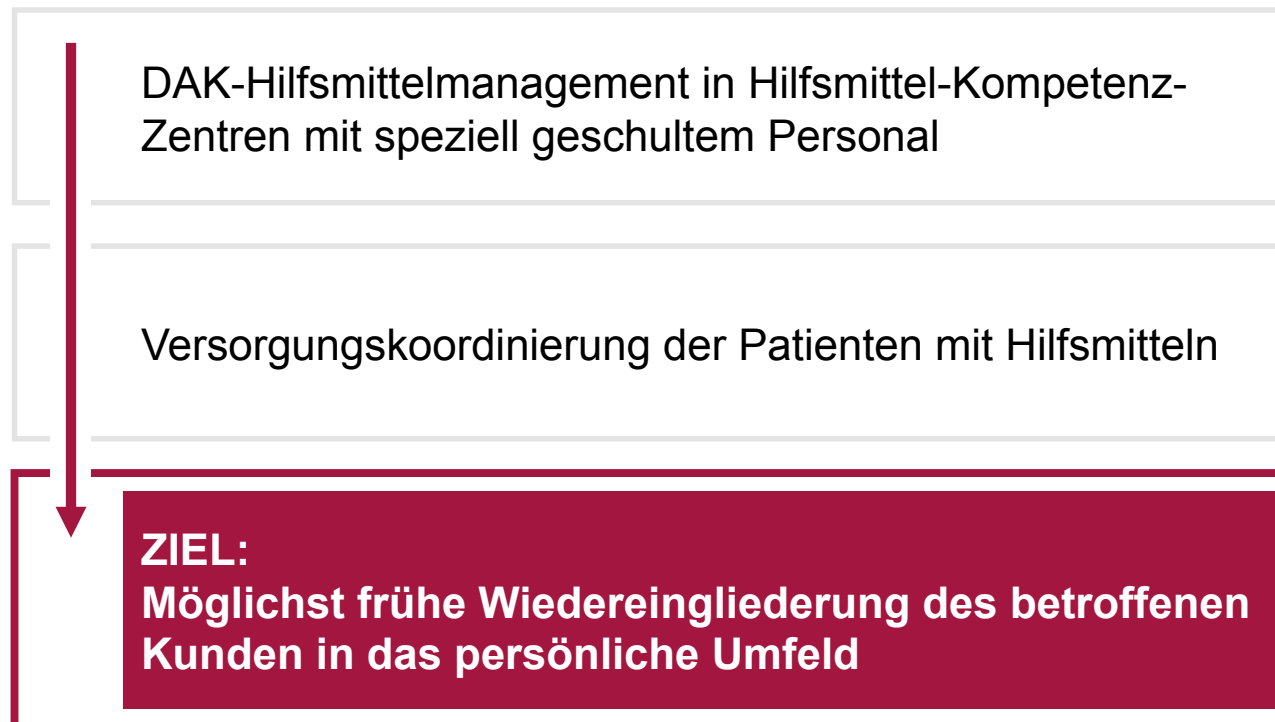 DAK-Hilfsmittelmanagement in Hilfsmittel-Kompetenz-
Zentren mit speziell geschultem Personal
Versorgungskoordinierung der Patienten mit Hilfsmitteln
ZIEL:
Möglichst frühe Wiedereingliederung des betroffenen
Kunden in das persönliche Umfeld